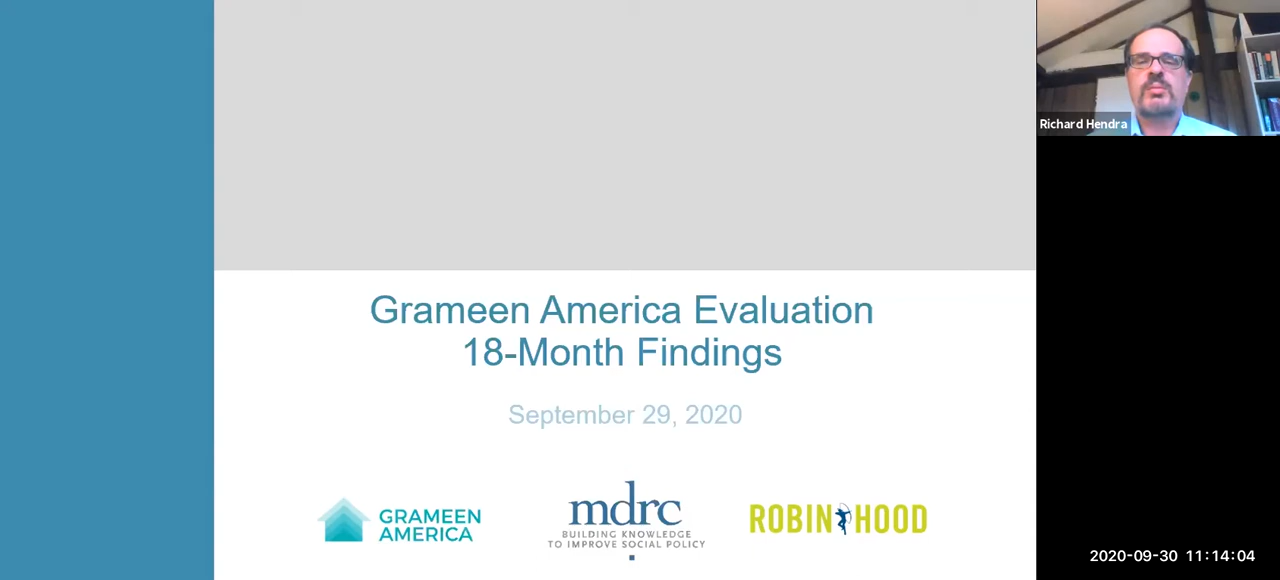 Richard Hendra
Grameen America Evaluation
18-Month Findings
September 29, 2020
GRAMEEN
AMERICA
mdrc
BUILDING KNOWLEDGE
TO IMPROVE SOCIAL POLICY
ROBIN HOOD
2020-09-30 11:14:04